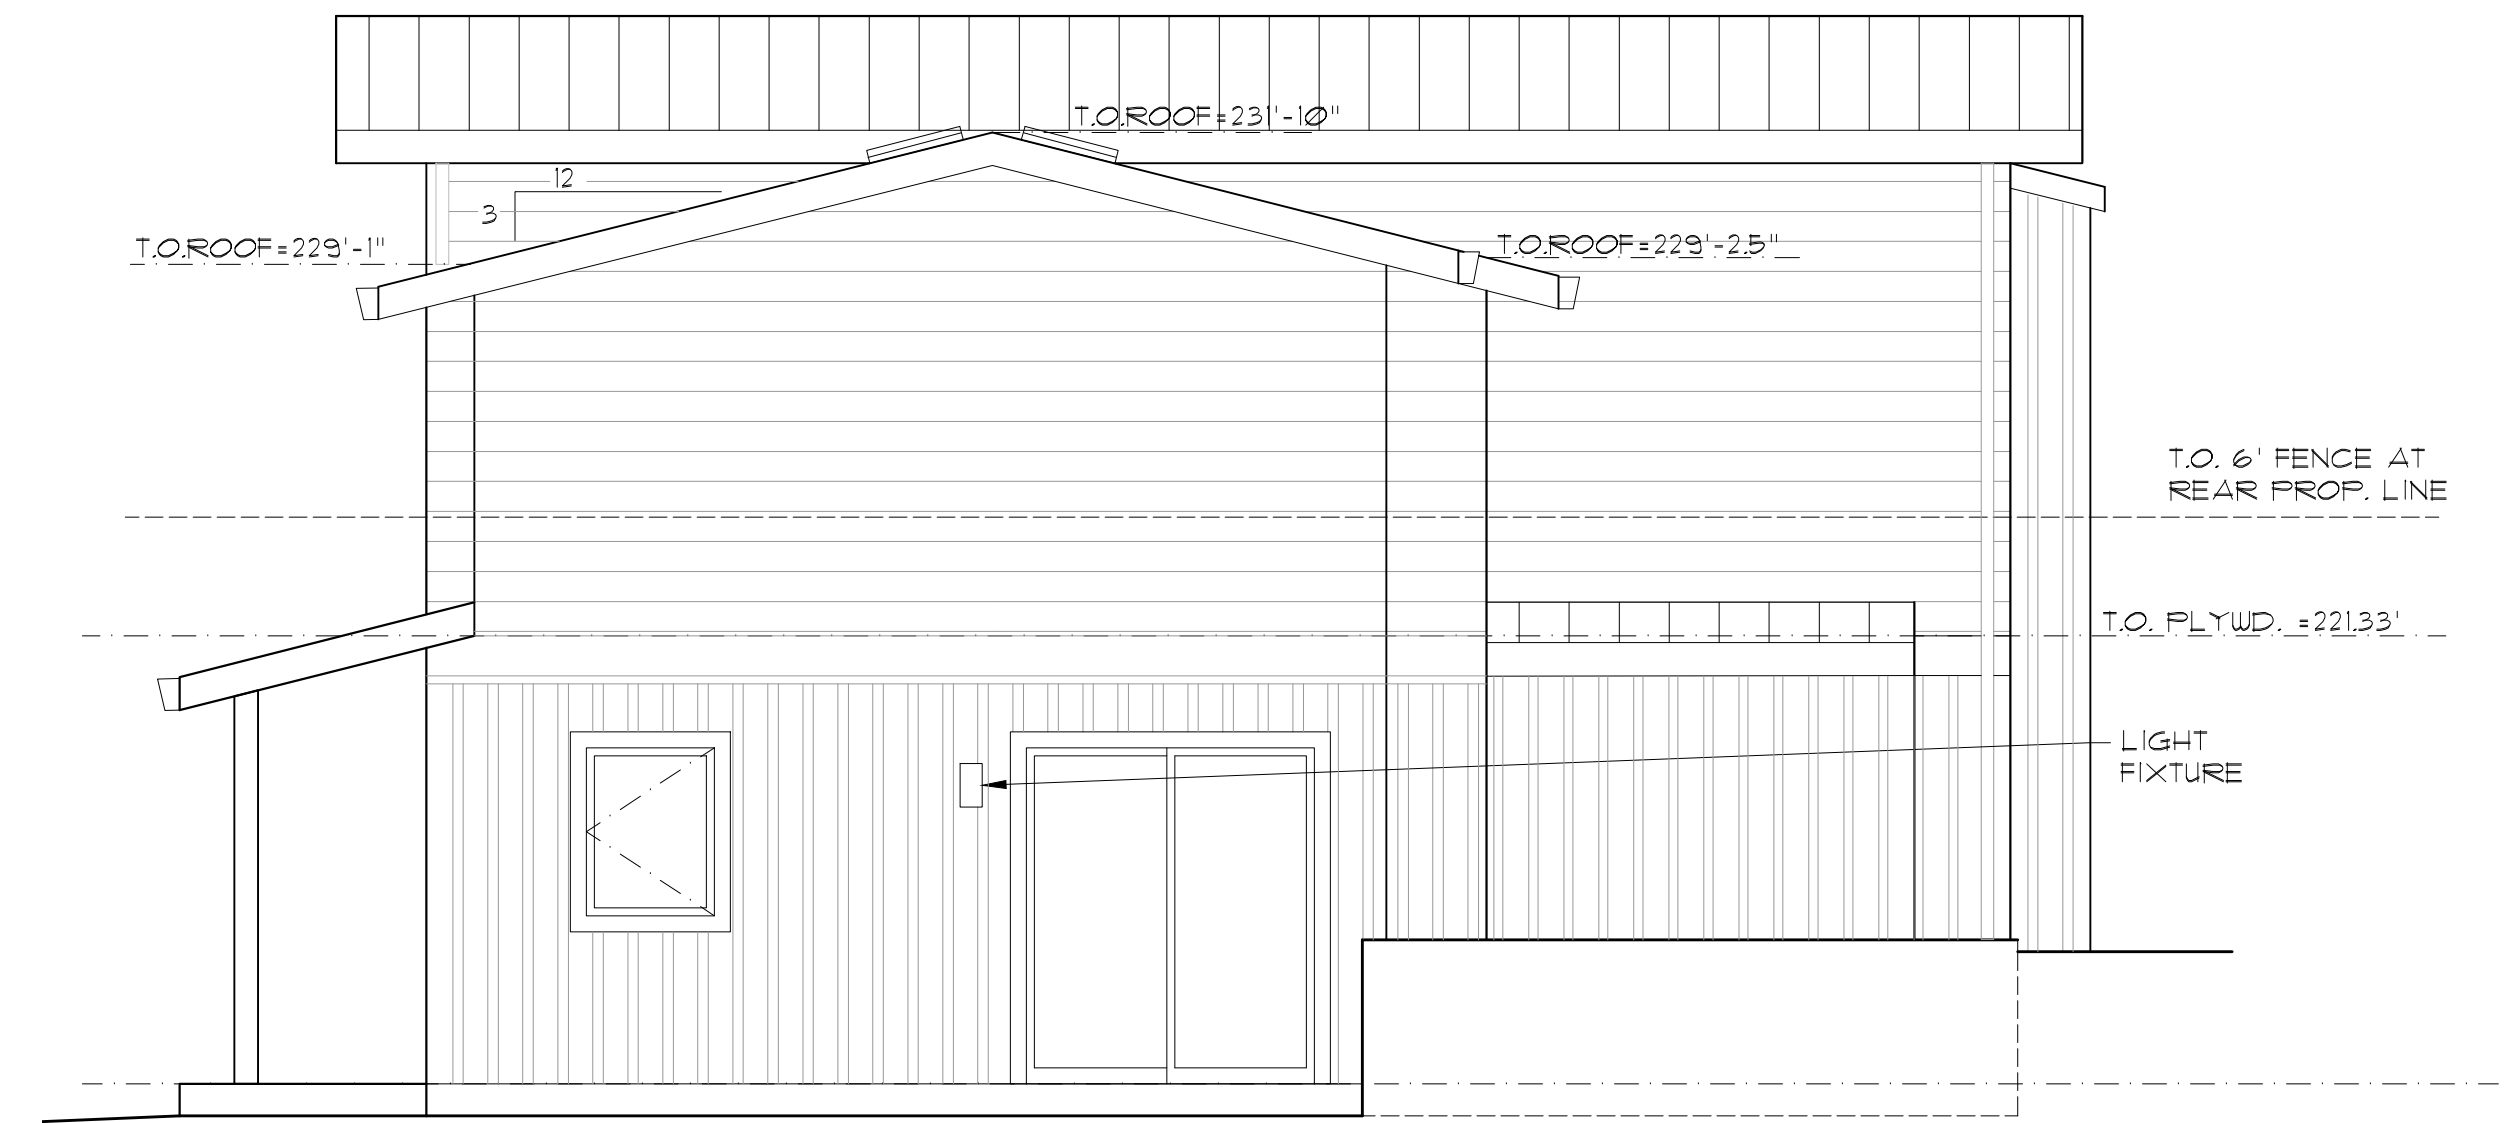 T.O.ROOF=231'-10"
12
3
T.O.ROOF=229'-1"
T.O.ROOF=229'-2.5"
T.O. 6' FENCE AT
REAR PROP. LINE
T.O. PLYWD. =221.33'
LIGHT
FIXTURE